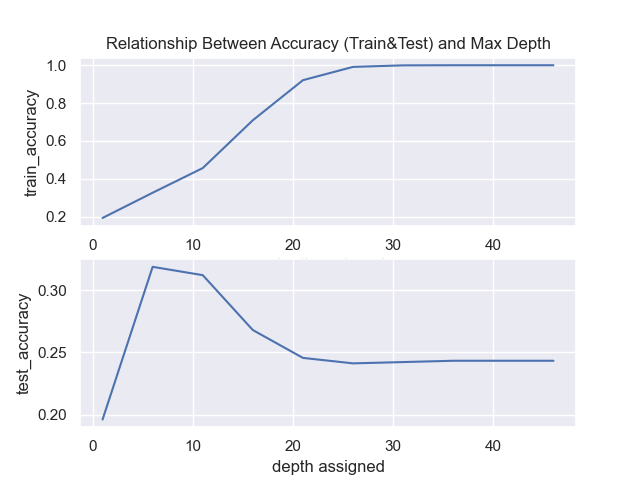 Relationship Between Accuracy (Train&Test) and Max Depth
1.0
0.8
0.6
0.4
0.2
train_accuracy
0 10 20 30 40
0.30
0.25
0.20
test_accuracy
0 10 20 30 40
depth assigned